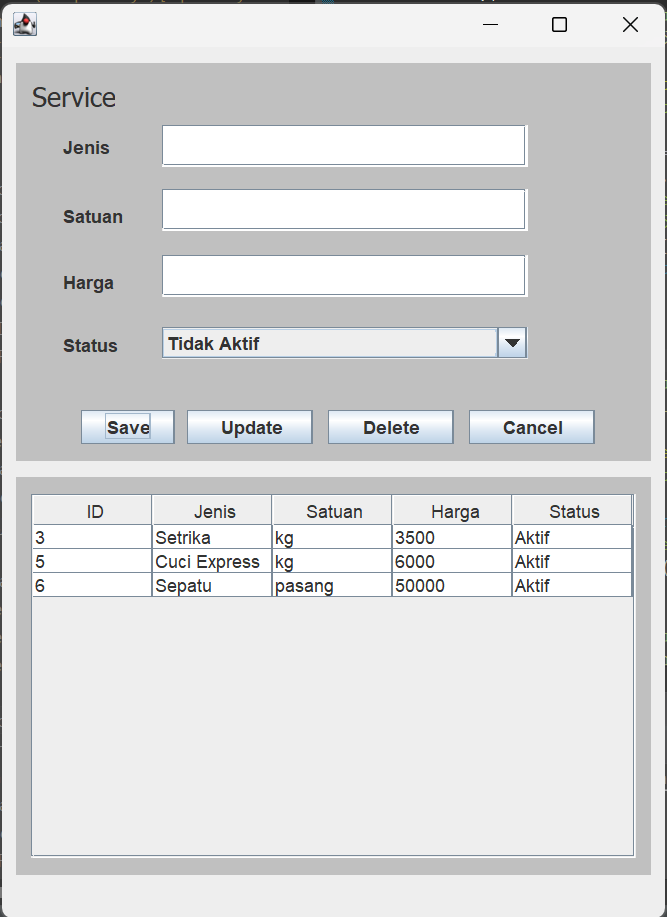 Service
Jenis
Satuan
Harga
Status Tidak Aktif
Save Update Delete Cancel
ID Jenis Satuan Harga Status
3 Setrika kg 3500 Aktif
5 Cuci Express kg 6000 Aktif
6 Sepatu pasang 50000 Aktif